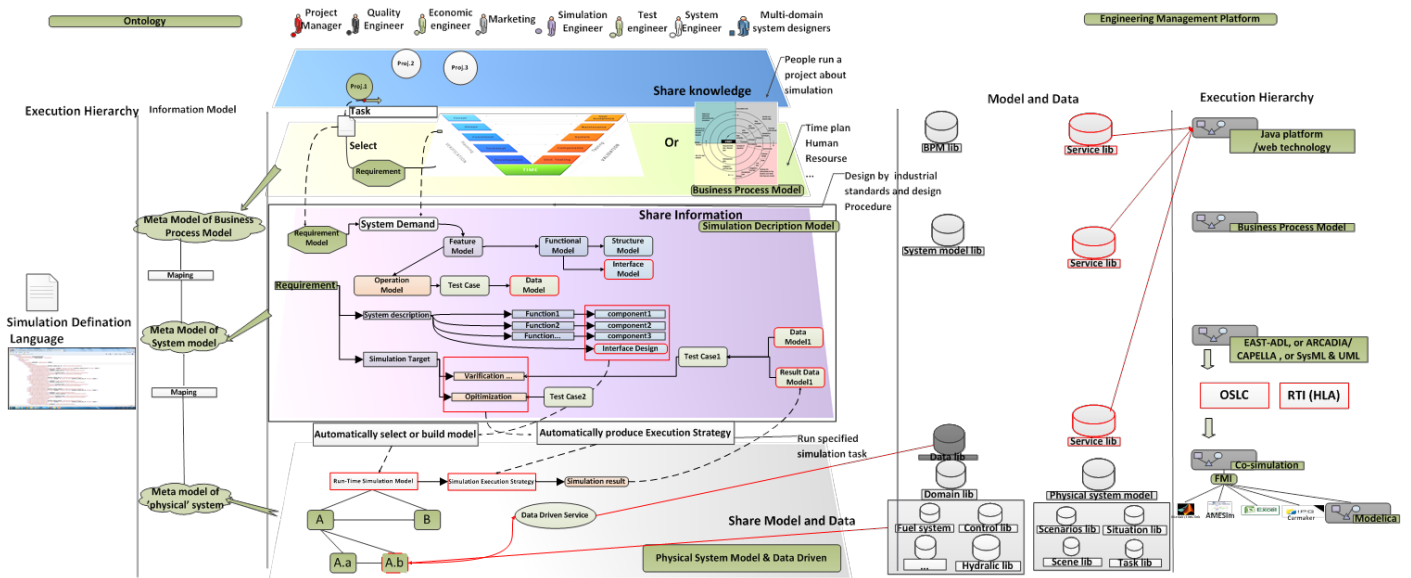 Ontology
Project
Manager
Quality
Engineer
Economic
engineer
Marketing
Simulation
Engineer
Test
engineer
System
Engineer
Multi-domain
system designers
Engineering Management Platform
Execution Hierarchy
Information Model
Proj.1
Proj.2
Proj.3
Share knowledge
People run a
project about
simulation
Task
Select
Requirement
Or
Business Process Model
Time plan
Human
Resourse
...
Design by industrial
standards and design
Procedure
Model and Data
Execution Hierarchy
BPM lib
Service lib
Java platform
/web technology
Meta Model of Business
Process Model
Maping
Share Information
Simulation Decription Model
Requirement
Model
System Demand
Feature
Model
Functional
Model
Structure
Model
Interface
Model
Operation
Model
Test Case
Data
Model
System model lib
Service lib
Business Process Model
Simulation Defination
Language
Meta Model of
System model
Maping
Requirement
System description
Function1
Function2
Function...
component1
component2
component3
Interface Design
Simulation Target
Varification ...
Opitimization
Test Case1
Test Case2
Data
Model1
Result Data
Model1
EAST-ADL, or ARCADIA/
CAPELLA , or SysML & UML
OSLC
RTI (HLA)
Service lib
Automatically select or build model
Automatically produce Execution Strategy
Run specified
simulation task
Data lib
Domain lib
Physical system model
Co-simulation
FMI
AMESim
Carmaker
Modelica
Meta model of
'physical' system
Run-Time Simulation Model
Simulation Execution Strategy
Simulation result
A
B
A.a
A.b
Data Driven Service
Share Model and Data
Physical System Model & Data Driven
Fuel system
Control lib
...
Hydralic lib
Scenarios lib
Situation lib
Scene lib
Task lib